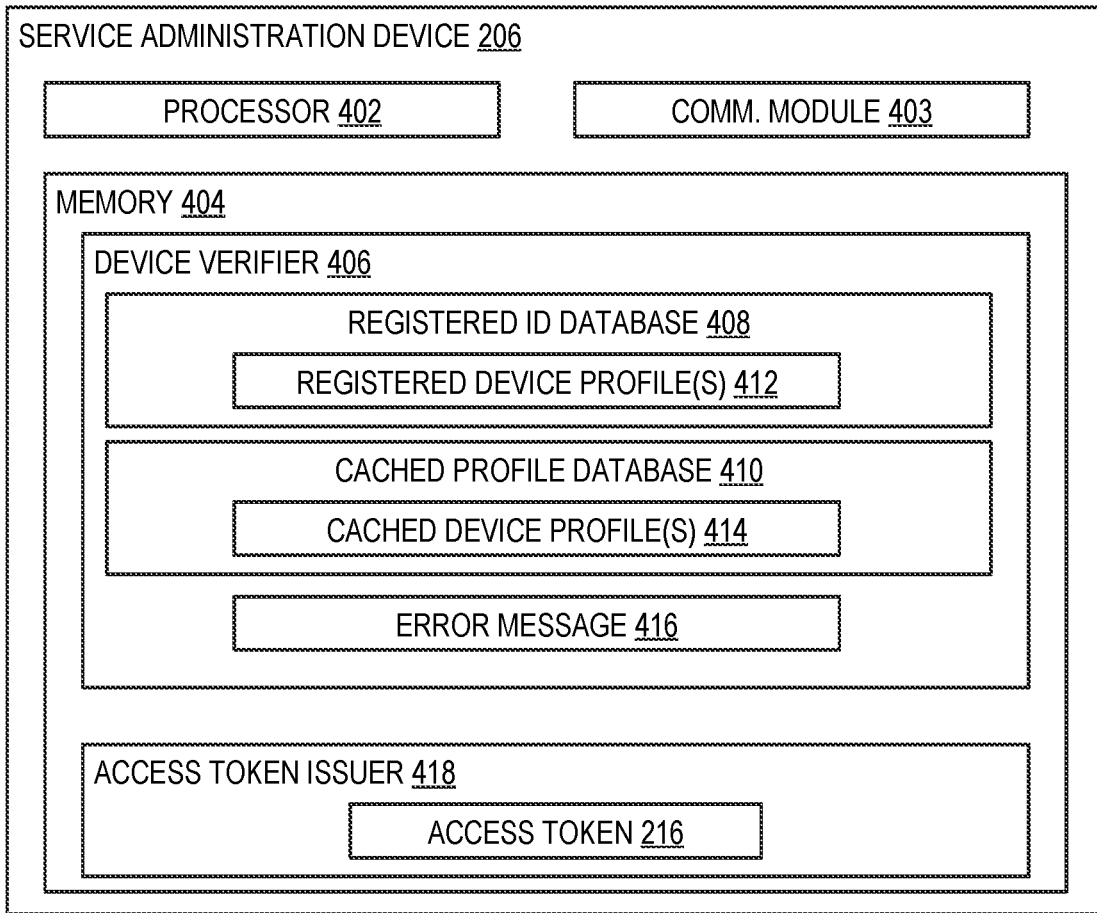 SERVICE ADMINISTRATION DEVICE 206
PROCESSOR 402
COMM. MODULE 403
MEMORY 404
DEVICE VERIFIER 406
REGISTERED ID DATABASE 408
REGISTERED DEVICE PROFILE(S) 412
CACHED PROFILE DATABASE 410
CACHED DEVICE PROFILE(S) 414
ERROR MESSAGE 416
ACCESS TOKEN ISSUER 418
ACCESS TOKEN 216